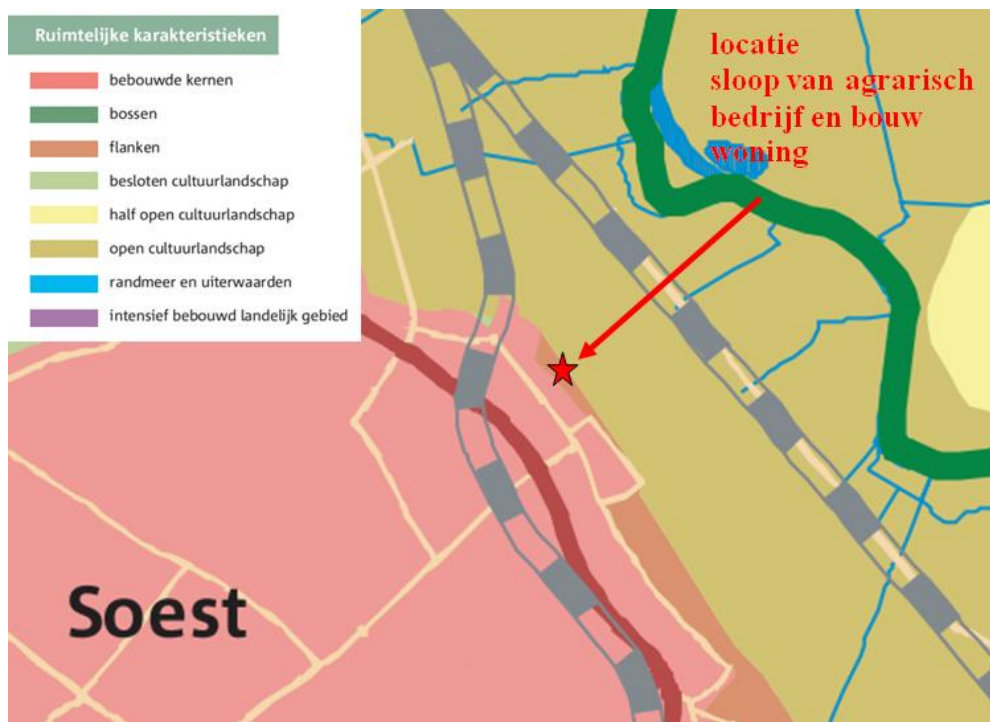 Ruimtelijke karakteristieken
bebouwde kernen
bossen
flanken
besloten cultuurlandschap
half open cultuurlandschap
open cultuurlandschap
randmeer en uiterwaarden
intensief bebouwd landelijk gebied
locatie
sloop van agrarisch
bedrijf en bouw
woning
Soest